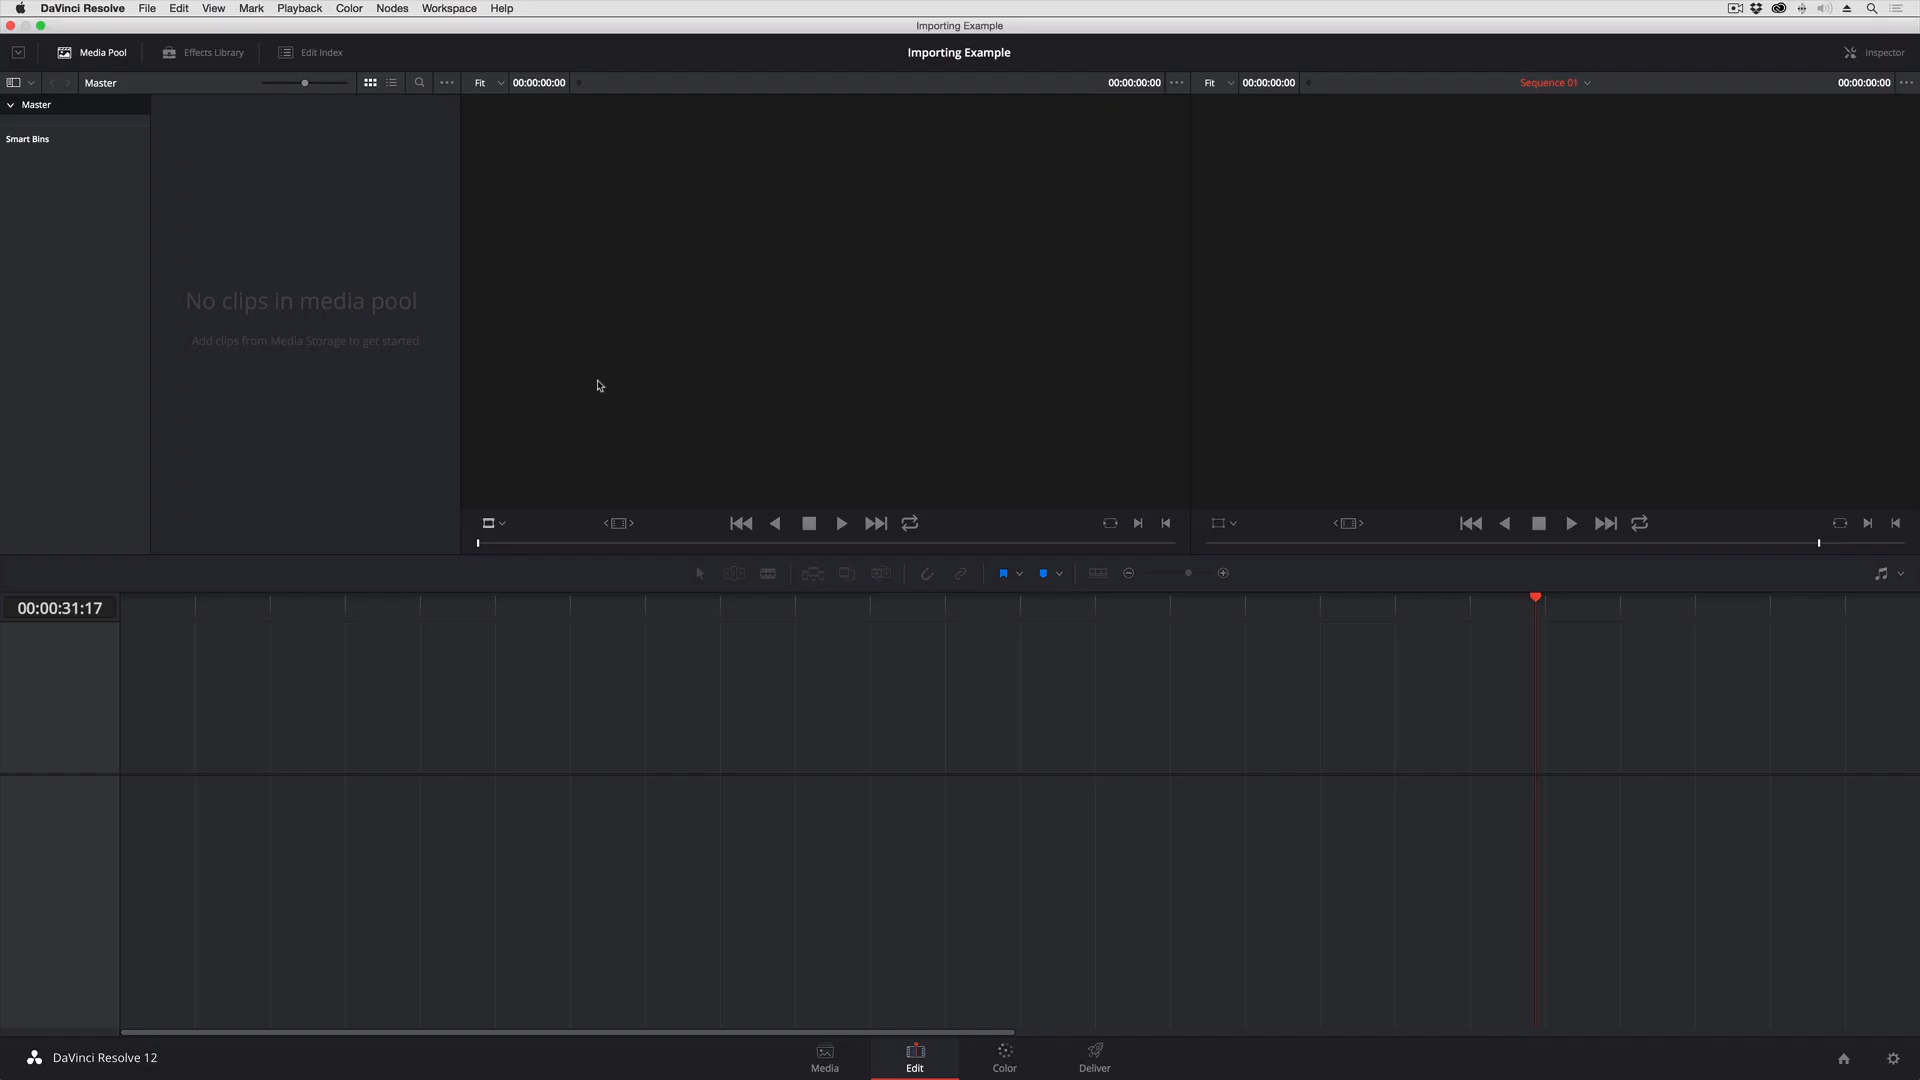 DaVinci Resolve File Edit View Mark Playback Color Nodes Workspace Help
Importing Example
Media Pool Effects Library Edit Index Importing Example Inspector
Master Fit 00:00:00:00 00:00:00:00 Fit 00:00:00:00 Sequence 01 00:00:00:00
Master
Smart Bins
No clips in media pool
Add clips from Media Storage to get started
00:00:31:17
DaVinci Resolve 12 Media Edit Color Deliver